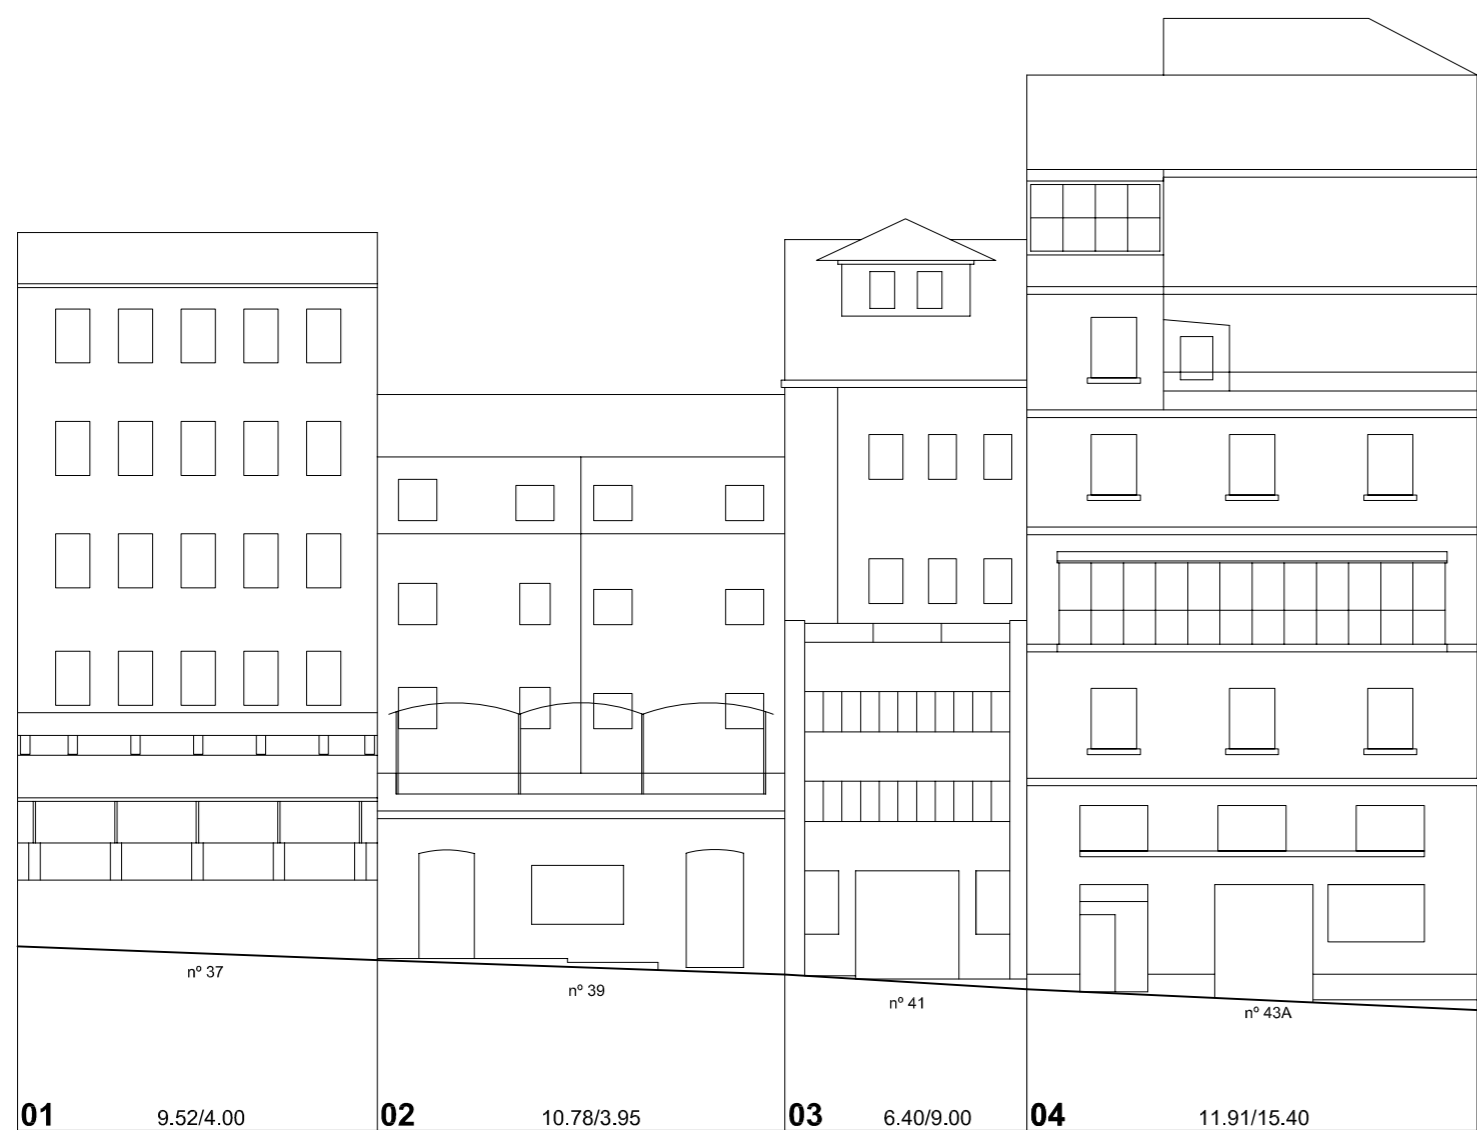 nº 37
nº 39
nº 41
nº 43A
01 9.52/4.00 02 10.78/3.95 03 6.40/9.00 04 11.91/15.40